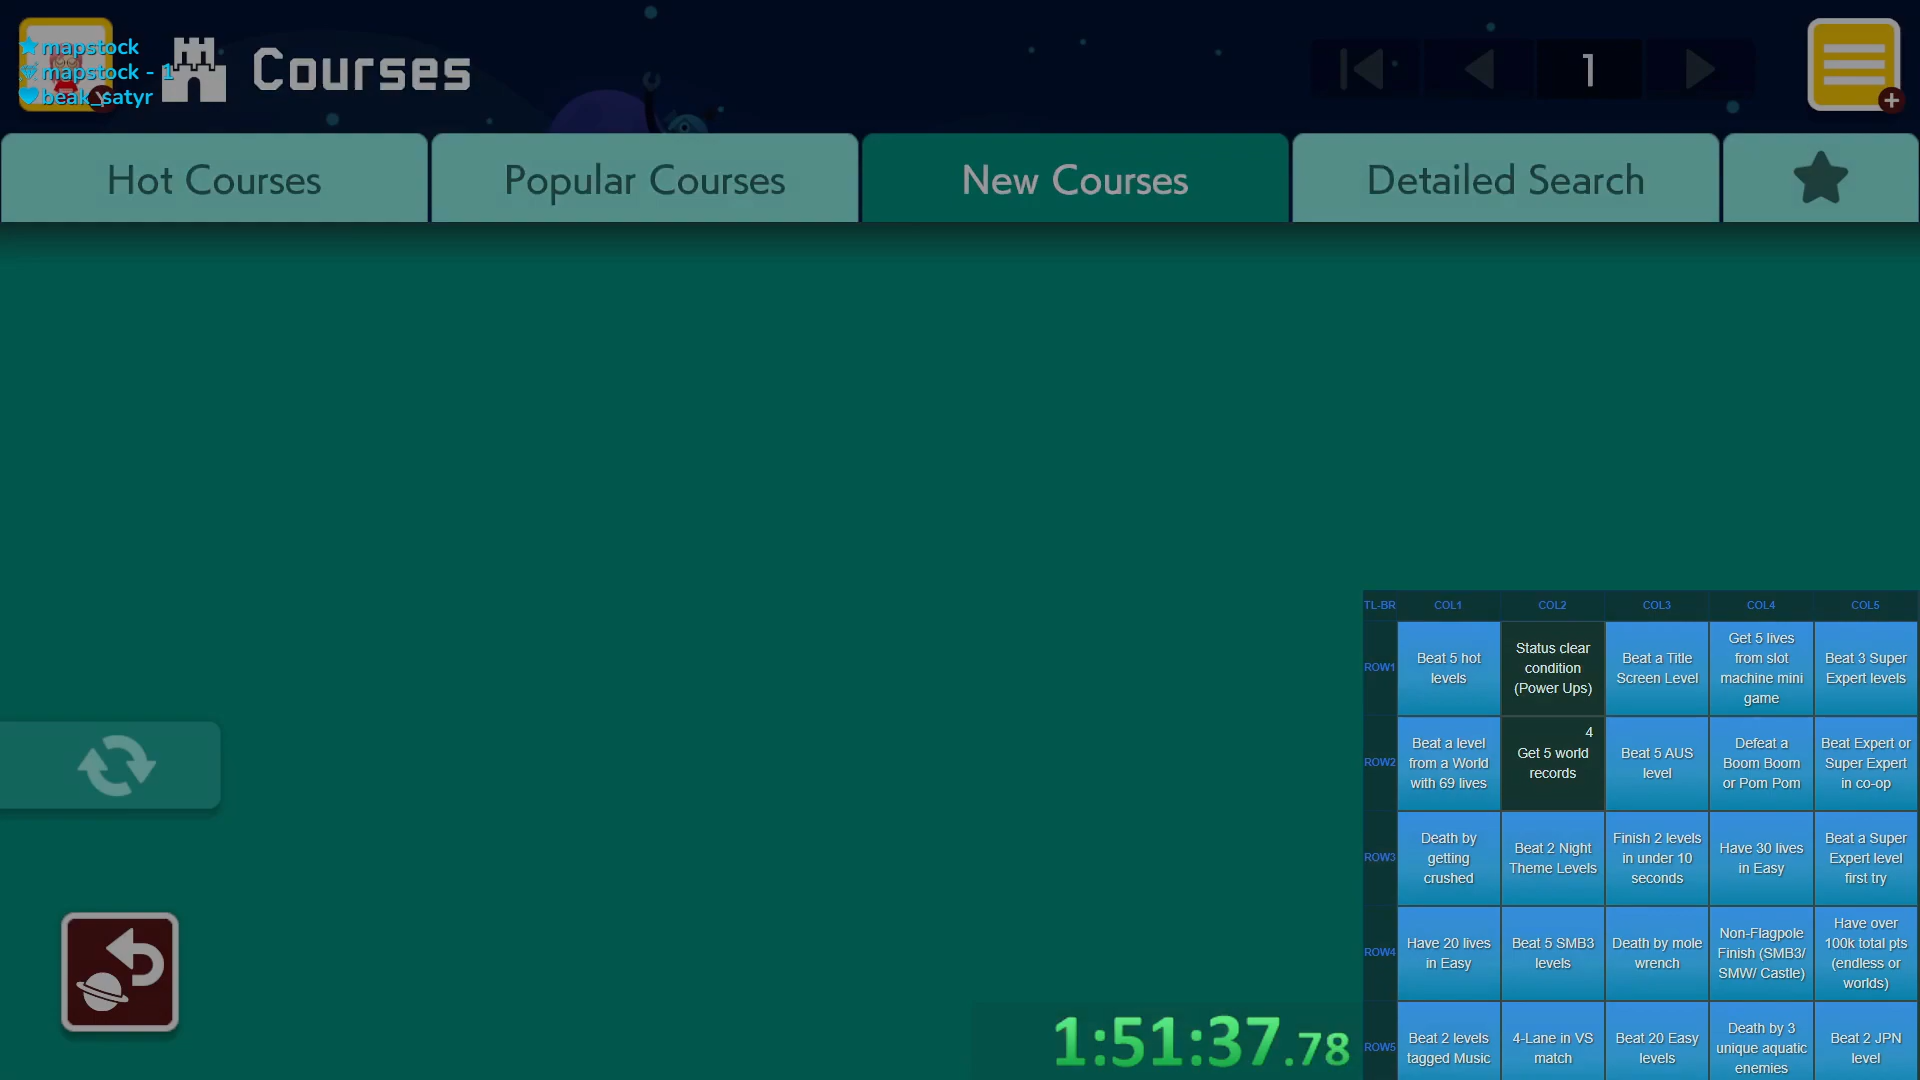 mapstock
mapstock - 1
beak_satyr
Y
Courses
1
+
Hot Courses
Popular Courses
New Courses
Detailed Search
TL-BR
COL1
COL2
COL3
COL4
COL5
ROW1
Beat 5 hot
levels
Status clear
condition
(Power Ups)
Beat a Title
Screen Level
Get 5 lives
from slot
machine mini
game
Beat 3 Super
Expert levels
ROW2
Beat a level
from a World
with 69 lives
4
Get 5 world
records
Beat 5 AUS
level
Defeat a
Boom Boom
or Pom Pom
Beat Expert or
Super Expert
in co-op
ROW3
Death by
getting
crushed
Beat 2 Night
Theme Levels
Finish 2 levels
in under 10
seconds
Have 30 lives
in Easy
Beat a Super
Expert level
first try
ROW4
Have 20 lives
in Easy
Beat 5 SMB3
levels
Death by mole
wrench
Non-Flagpole
Finish (SMB3/
SMW/ Castle)
Have over
100k total pts
(endless or
worlds)
ROW5
Beat 2 levels
tagged Music
4-Lane in VS
match
Beat 20 Easy
levels
Death by 3
unique aquatic
enemies
Beat 2 JPN
level
1:51:37.78